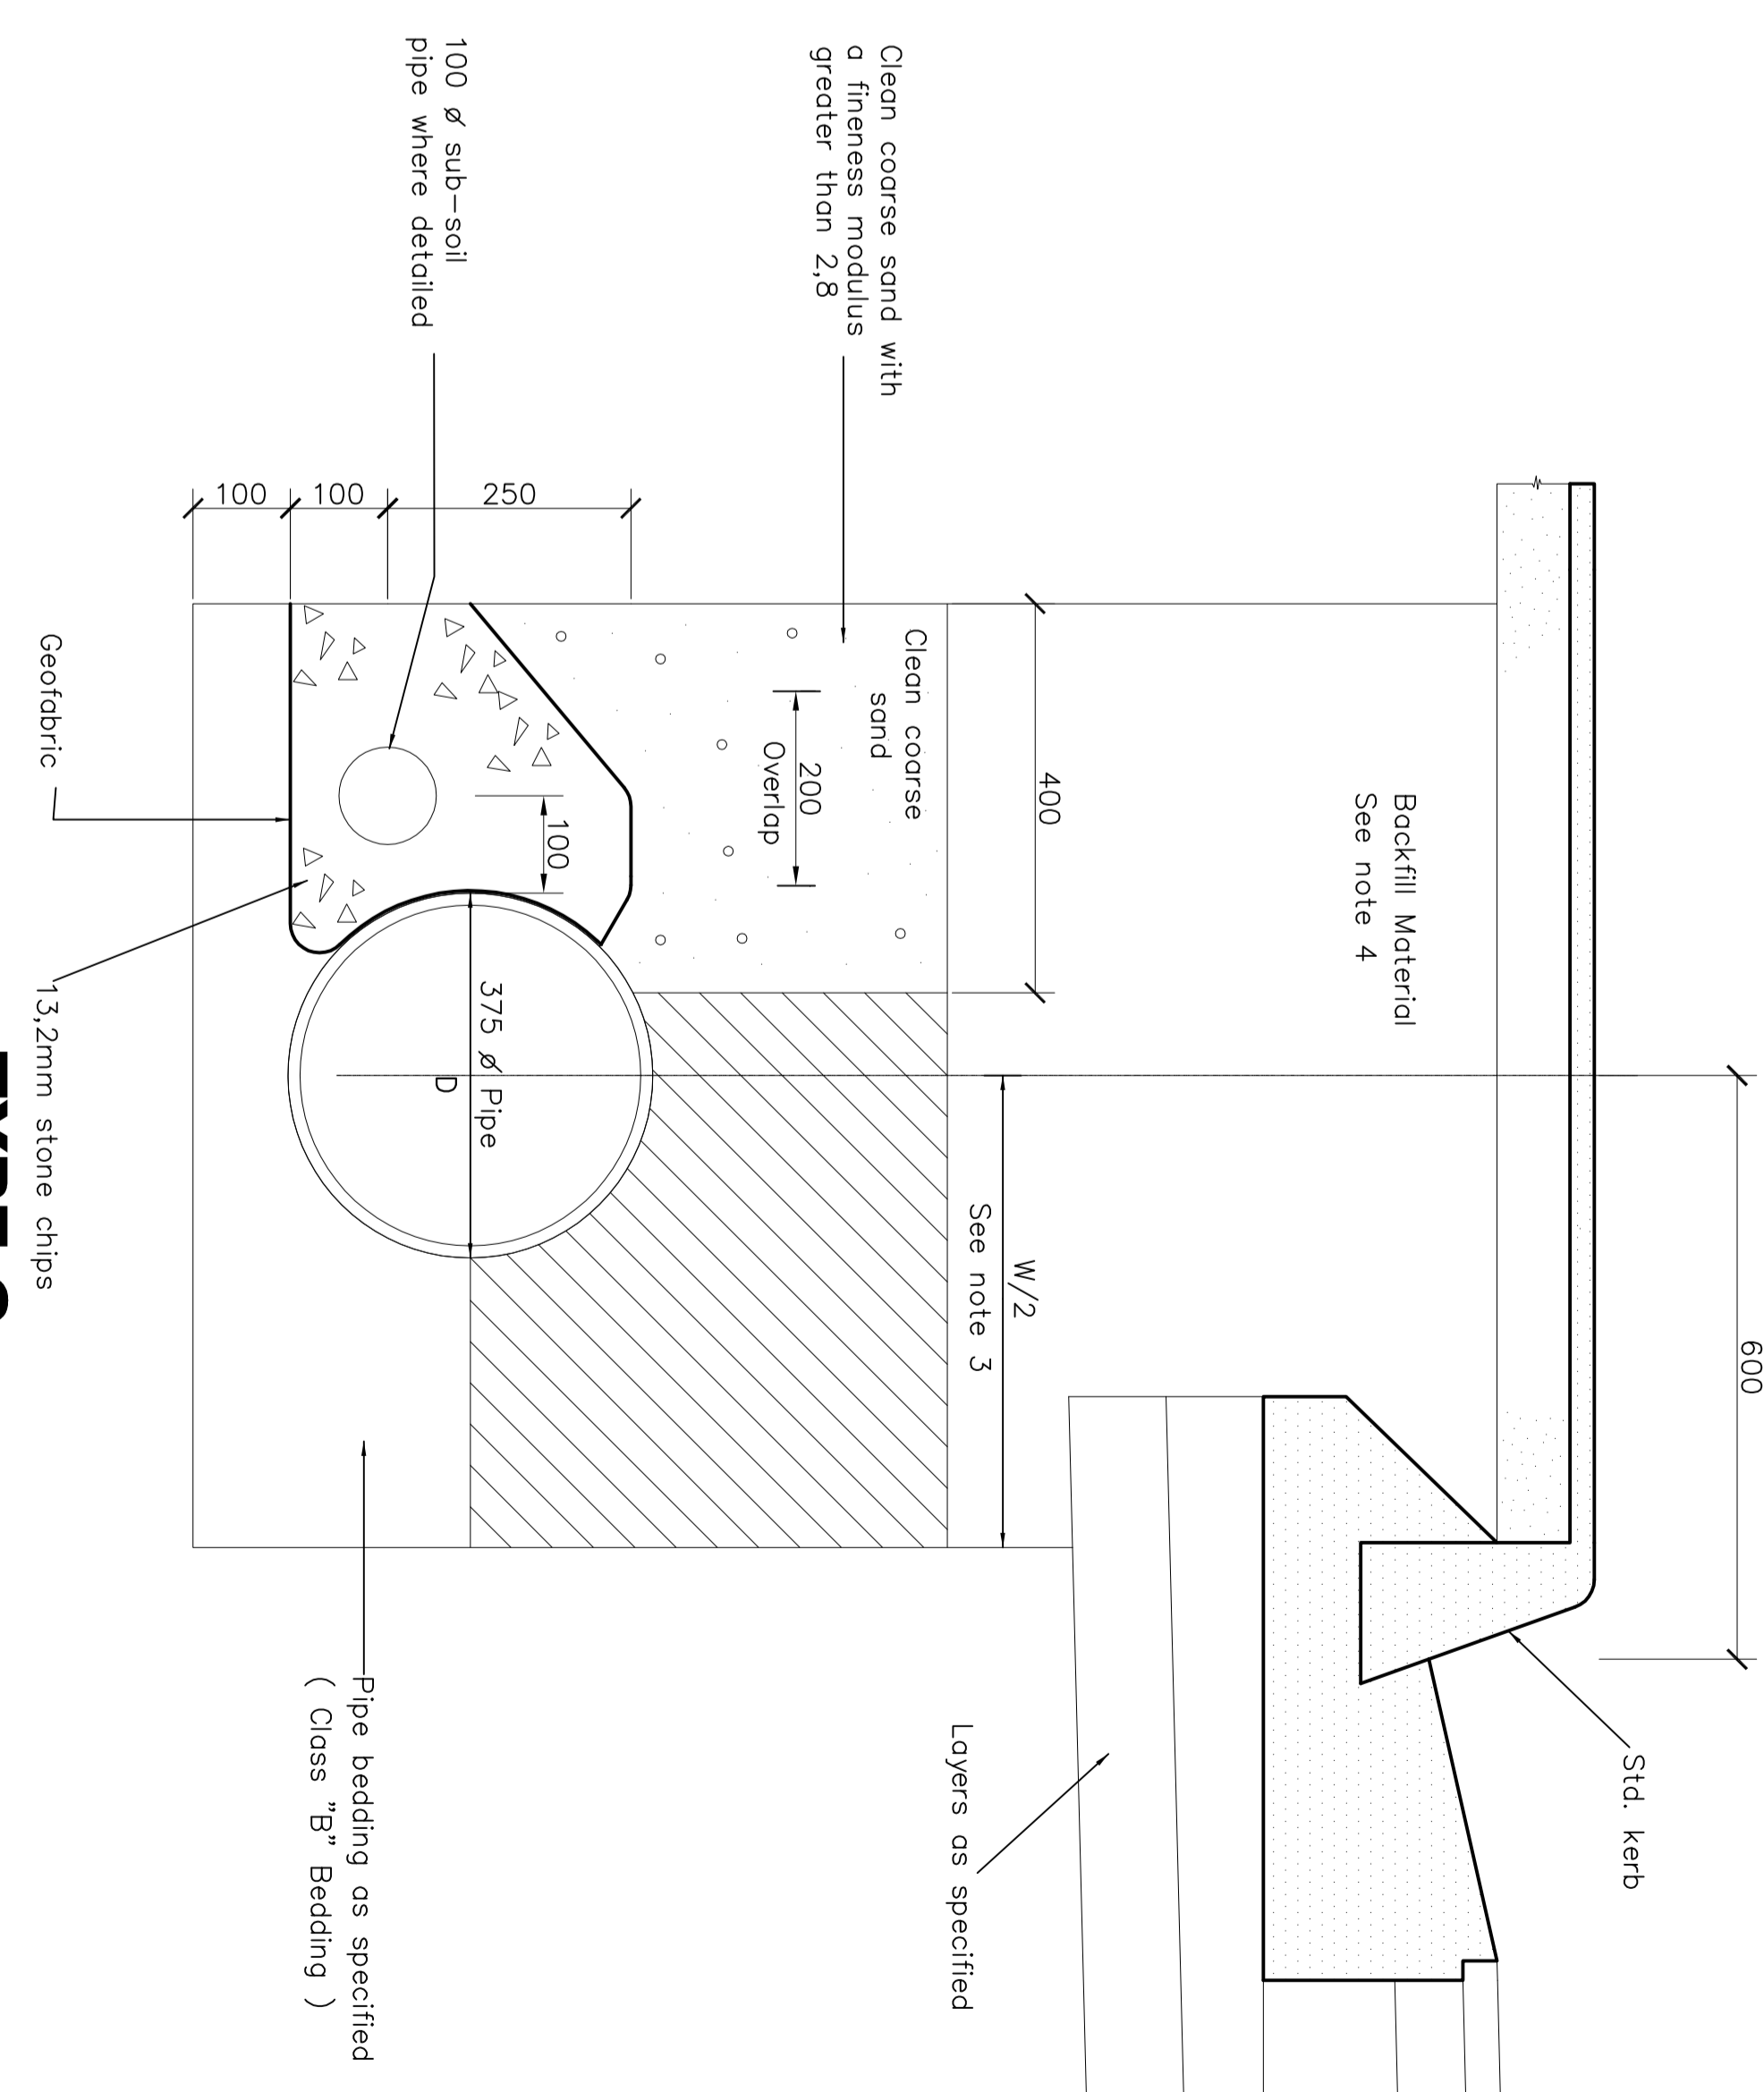 600
Std. kerb
Backfill Material
See note 4
400
W/2
See note 3
Layers as specified
Clean coarse sand with
a fineness modulus
greater than 2,8
Clean coarse
sand
200
Overlap
250
100
100
100
100 ø sub-soil
pipe where detailed
375 ø Pipe
D
Pipe bedding as specified
( Class "B" Bedding )
Geofabric
13,2mm stone chips